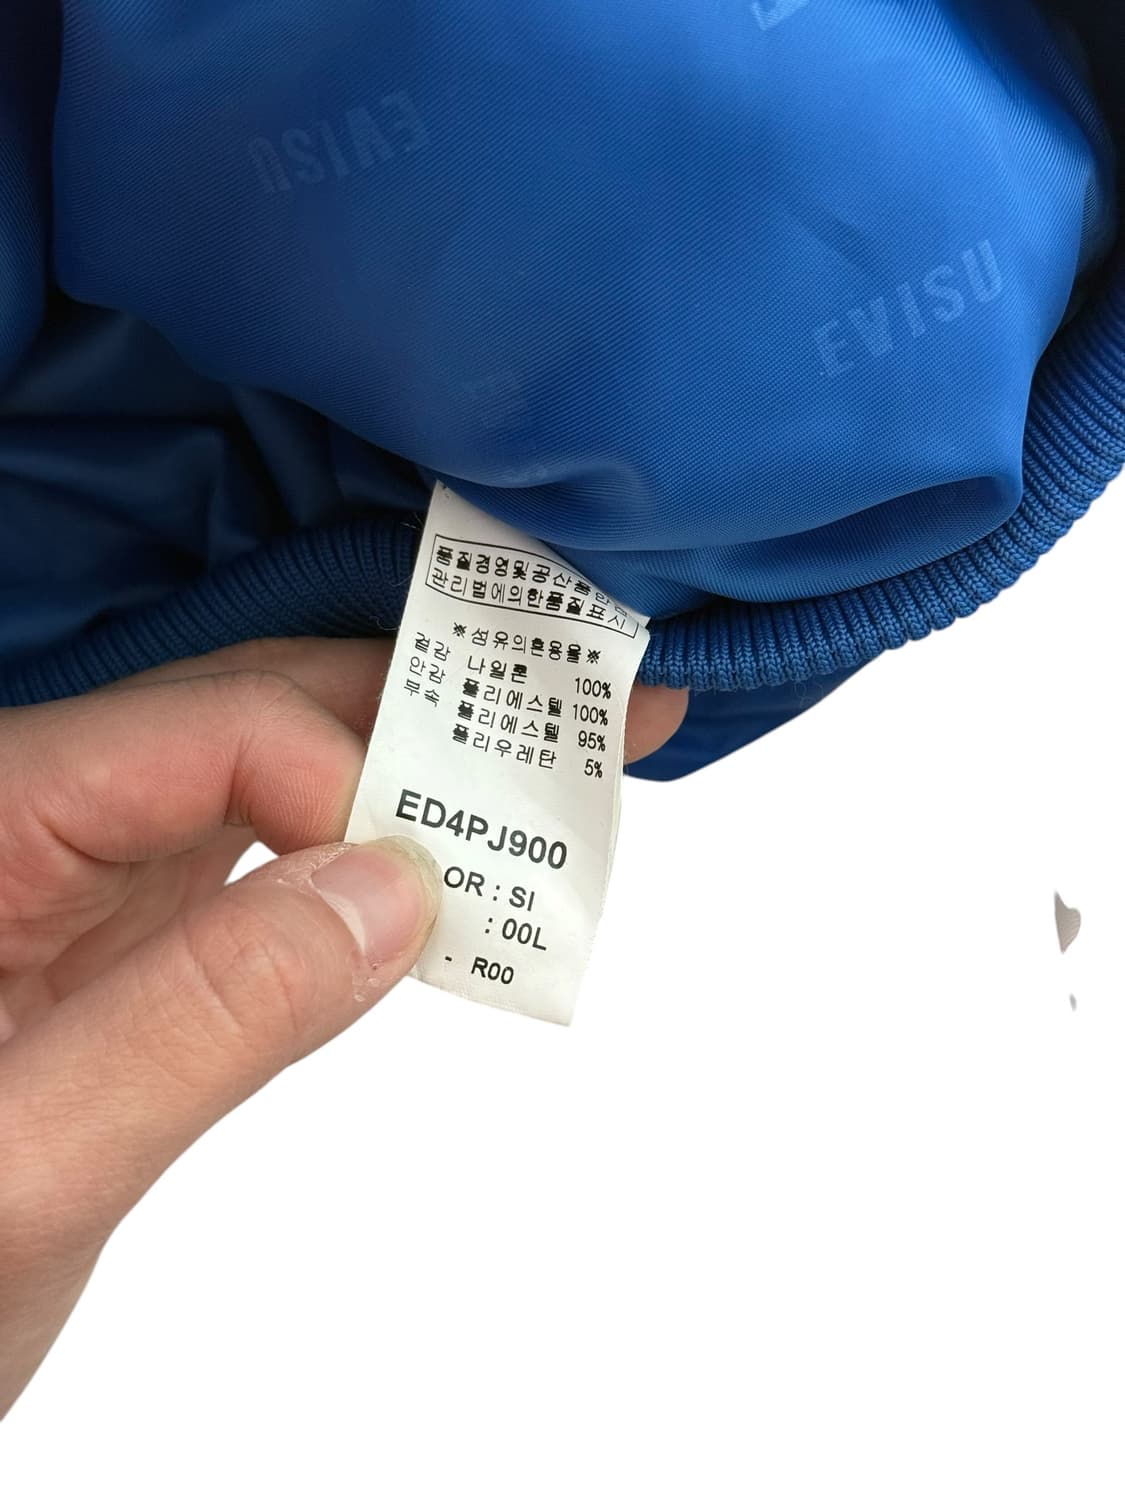 EVISU
EVISU
품질경영및공산품안전
관리법에의한품질표시
※섬유의혼용율※
겉감 나일론 100%
안감 폴리에스텔 100%
부속 폴리에스텔 95%
폴리우레탄 5%
ED4PJ900
OR : SI
: 00L
- R00